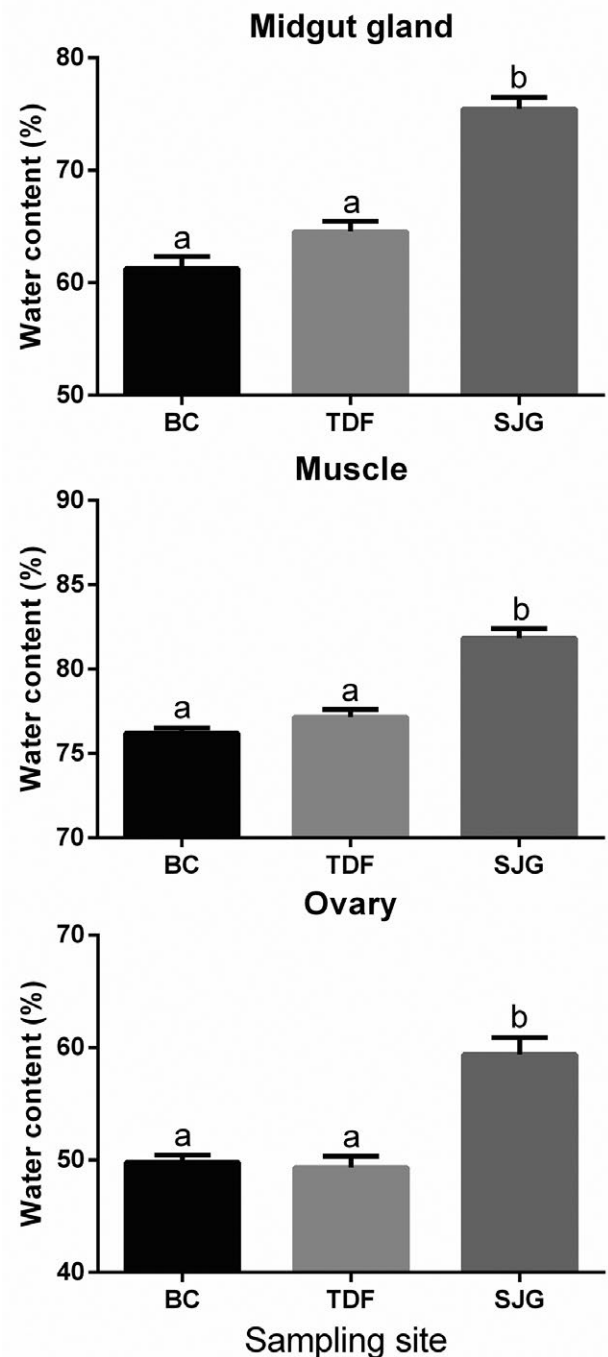 Midgut gland
Water content (%)
80
70
60
50
a
a
b
BC TDF SJG
Muscle
Water content (%)
90
85
80
75
70
a
a
b
BC TDF SJG
Ovary
Water content (%)
70
60
50
40
a
a
b
BC TDF SJG
Sampling site